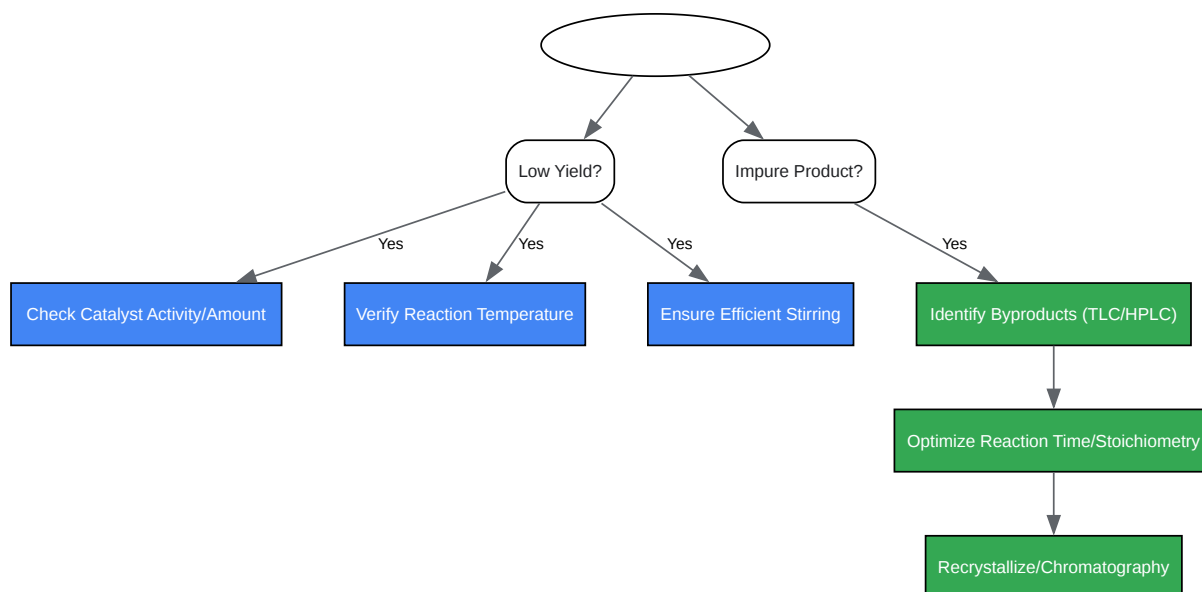 Low Yield?
Impure Product?
Yes
Yes
Yes
Yes
Check Catalyst Activity/Amount
Verify Reaction Temperature
Ensure Efficient Stirring
Identify Byproducts (TLC/HPLC)
Optimize Reaction Time/Stoichiometry
Recrystallize/Chromatography